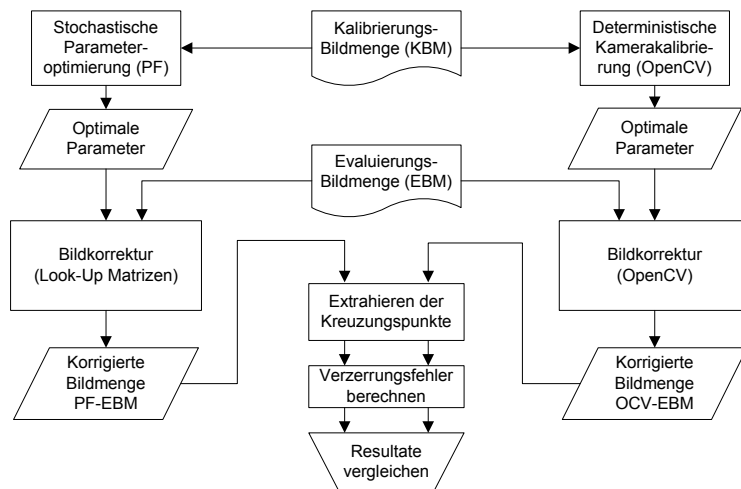 Stochastische
Parameter-
optimierung (PF)
Kalibrierungs-
Bildmenge (KBM)
Deterministische
Kamerakalibrie-
rung (OpenCV)
Optimale
Parameter
Optimale
Parameter
Evaluierungs-
Bildmenge (EBM)
Bildkorrektur
(Look-Up Matrizen)
Bildkorrektur
(OpenCV)
Extrahieren der
Kreuzungspunkte
Korrigierte
Bildmenge
PF-EBM
Verzerrungsfehler
berechnen
Korrigierte
Bildmenge
OCV-EBM
Resultate
vergleichen